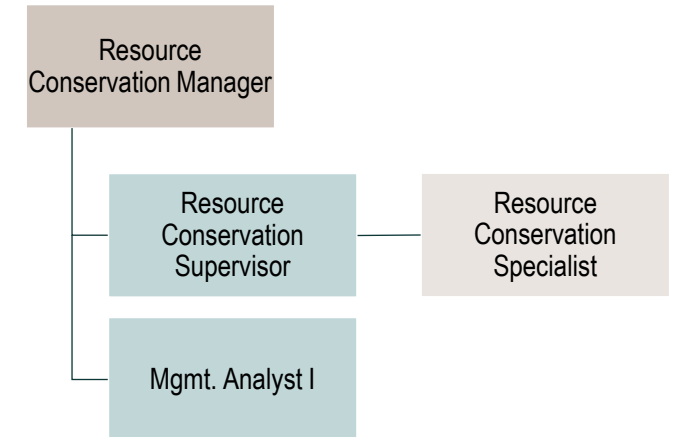 Resource
Conservation Manager
Resource
Conservation
Supervisor
Resource
Conservation
Specialist
Mgmt. Analyst I